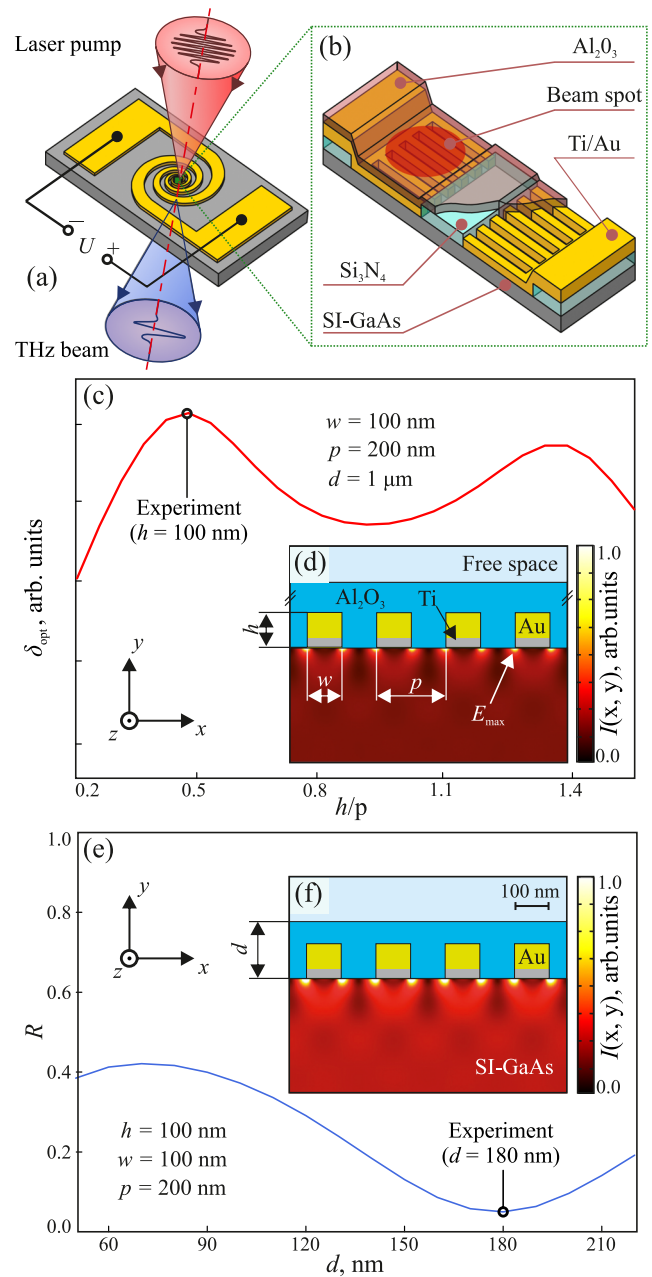 Laser pump
(b)
Al₂0₃
Beam spot
Ti/Au
−
U
+
(a)
Si₃N₄
SI-GaAs
THz beam
(c)
w = 100 nm
p = 200 nm
d = 1 µm
Experiment
(h = 100 nm)
δopt, arb. units
(d)
Free space
Al₂O₃
Ti
Au
h
w
p
Emax
1.0
0.0
I(x, y), arb.units
y
z
x
0.2
0.5
0.8
1.1
1.4
h/p
(e)
1.0
0.8
0.6
0.4
0.2
0.0
R
y
z
x
(f)
100 nm
d
Au
SI-GaAs
1.0
0.0
I(x, y), arb.units
h = 100 nm
w = 100 nm
p = 200 nm
Experiment
(d = 180 nm)
60
90
120
150
180
210
d, nm